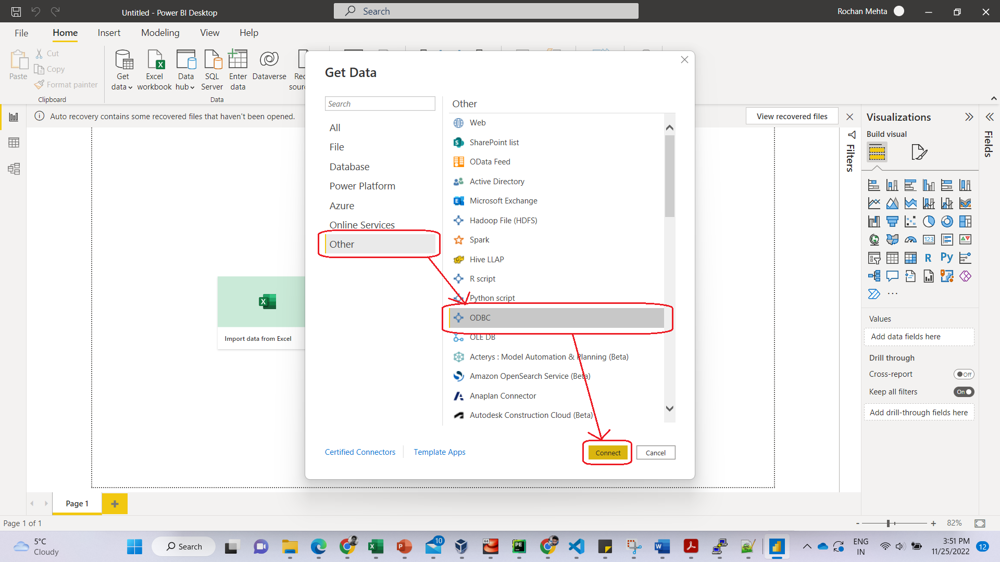 Untitled - Power BI Desktop
Search
Rochan Mehta
File
Home
Insert
Modeling
View
Help
Paste
Cut
Copy
Format painter
Clipboard
Get data
Excel workbook
Data hub
SQL Server
Enter data
Dataverse
Data
Auto recovery contains some recovered files that haven't been opened.
View recovered files
Get Data
Search
All
File
Database
Power Platform
Azure
Online Services
Other
Other
Web
SharePoint list
OData Feed
Active Directory
Microsoft Exchange
Hadoop File (HDFS)
Spark
Hive LLAP
R script
Python script
ODBC
OLE DB
Acterys : Model Automation & Planning (Beta)
Amazon OpenSearch Service (Beta)
Anaplan Connector
Autodesk Construction Cloud (Beta)
Certified Connectors
Template Apps
Connect
Cancel
Import data from Excel
Filters
Visualizations
Build visual
123
R
Py
Values
Add data fields here
Drill through
Cross-report
Off
Keep all filters
On
Add drill-through fields here
Fields
Page 1
Page 1 of 1
82%
5°C
Cloudy
Search
10
64
PE
ENG
IN
3:51 PM
11/25/2022
12